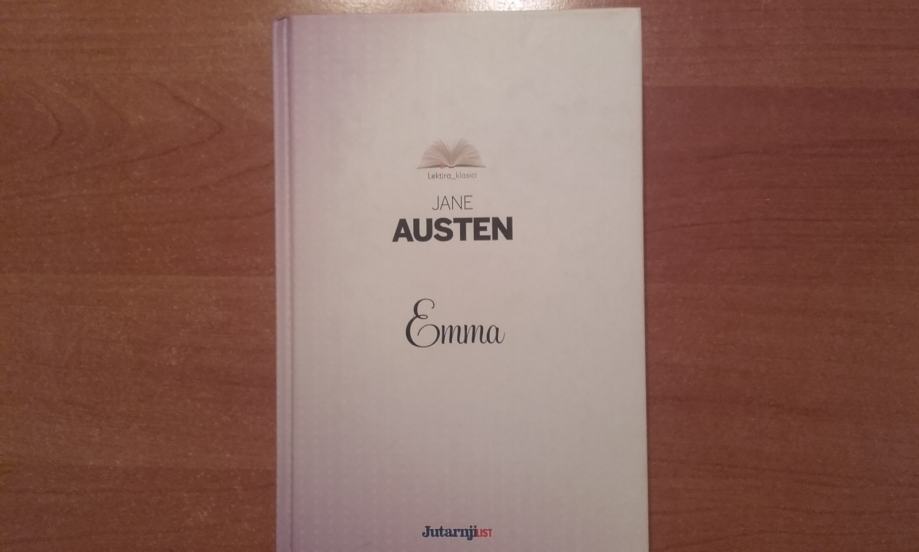 Lektira_klasici
JANE
AUSTEN
Emma
Jutarnji LIST